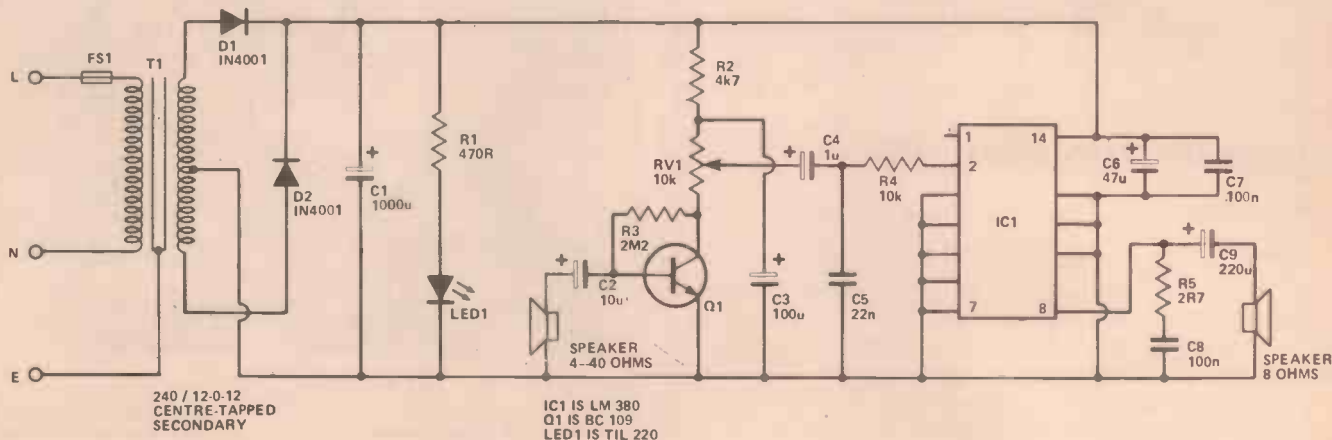 L
FS1
T1
N
E
240 / 12-0-12
CENTRE-TAPPED
SECONDARY
D1
IN4001
D2
IN4001
+
C1
1000u
R1
470R
LED1
SPEAKER
4--40 OHMS
+
C2
10u
R3
2M2
Q1
R2
4k7
RV1
10k
+
C3
100u
+
C4
1u
C5
22n
R4
10k
IC1 IS LM 380
Q1 IS BC 109
LED1 IS TIL 220
1
2
7
IC1
14
8
+
C6
47u
C7
100n
R5
2R7
C8
100n
+
C9
220u
SPEAKER
8 OHMS